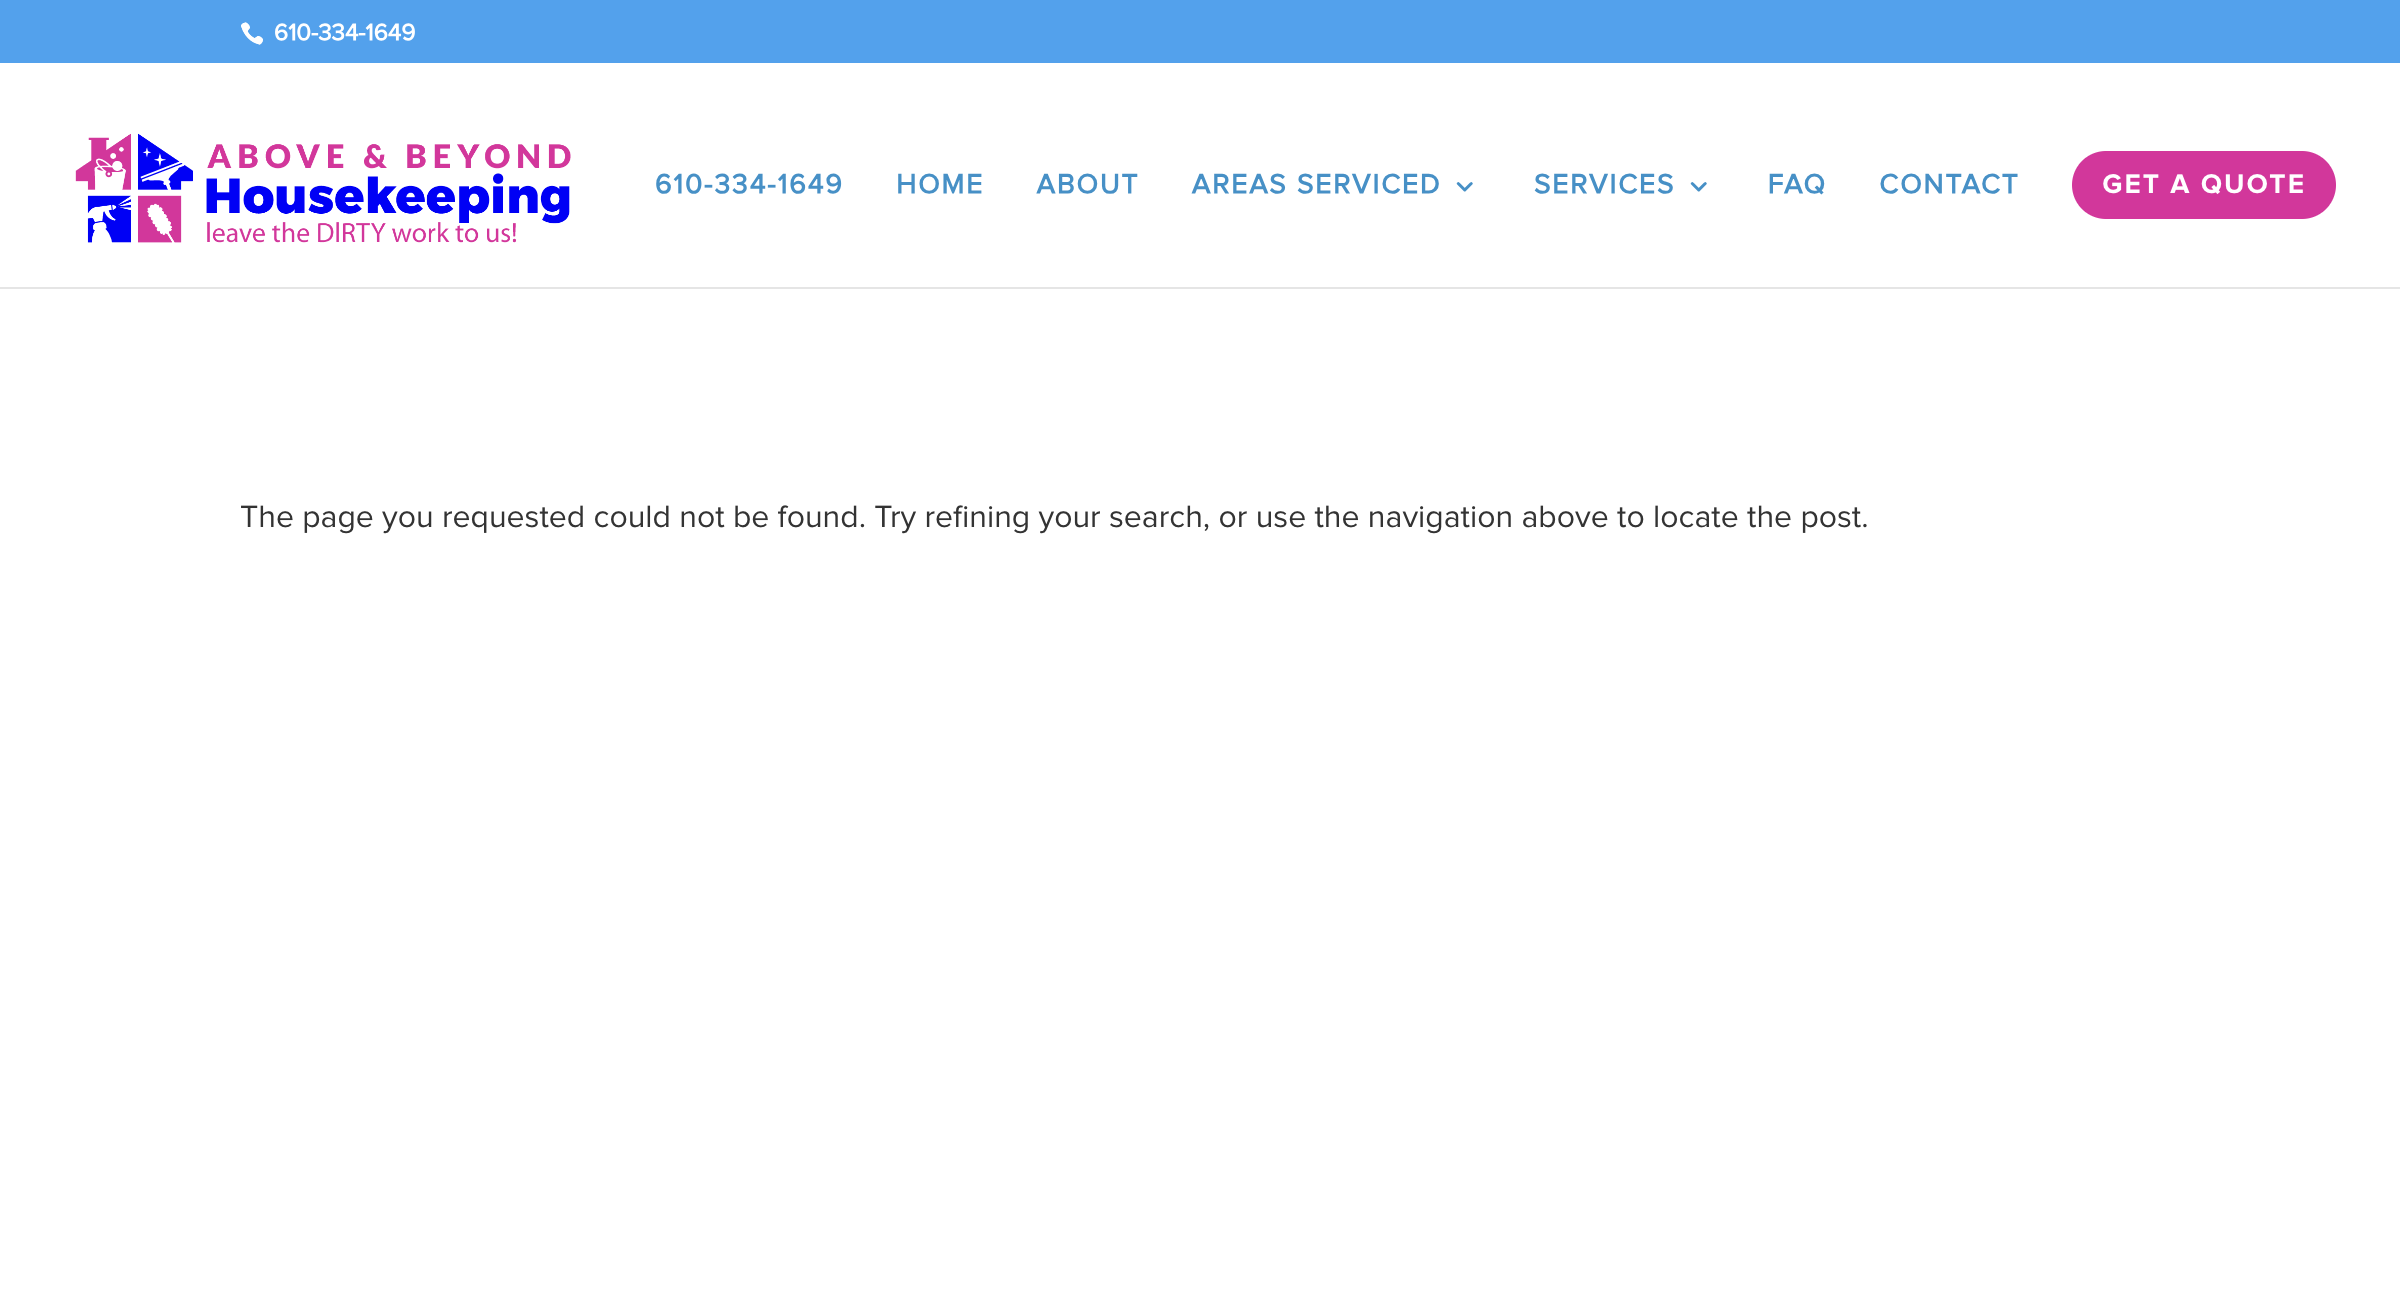 610-334-1649
ABOVE & BEYOND
Housekeeping
leave the DIRTY work to us!
610-334-1649 HOME ABOUT AREAS SERVICED SERVICES FAQ CONTACT GET A QUOTE
The page you requested could not be found. Try refining your search, or use the navigation above to locate the post.